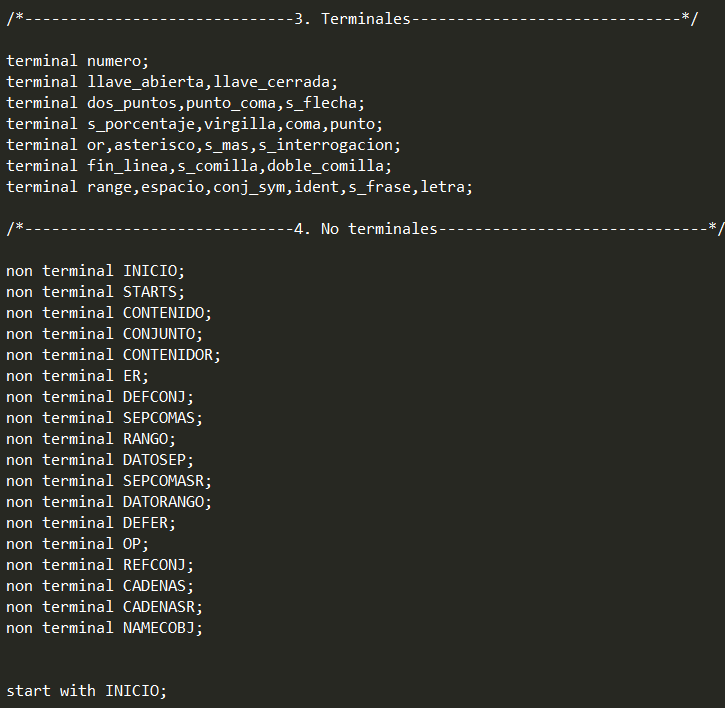 /*------------------------------3. Terminales------------------------------*/
terminal numero;
terminal llave_abierta,llave_cerrada;
terminal dos_puntos,punto_coma,s_flecha;
terminal s_porcentaje,virgilla,coma,punto;
terminal or,asterisco,s_mas,s_interrogacion;
terminal fin_linea,s_comilla,doble_comilla;
terminal range,espacio,conj_sym,ident,s_frase,letra;
/*------------------------------4. No terminales------------------------------*/
non terminal INICIO;
non terminal STARTS;
non terminal CONTENIDO;
non terminal CONJUNTO;
non terminal CONTENIDOR;
non terminal ER;
non terminal DEFCONJ;
non terminal SEPCOMAS;
non terminal RANGO;
non terminal DATOSEP;
non terminal SEPCOMASR;
non terminal DATORANGO;
non terminal DEFER;
non terminal OP;
non terminal REFCONJ;
non terminal CADENAS;
non terminal CADENASR;
non terminal NAMECOBJ;
start with INICIO;